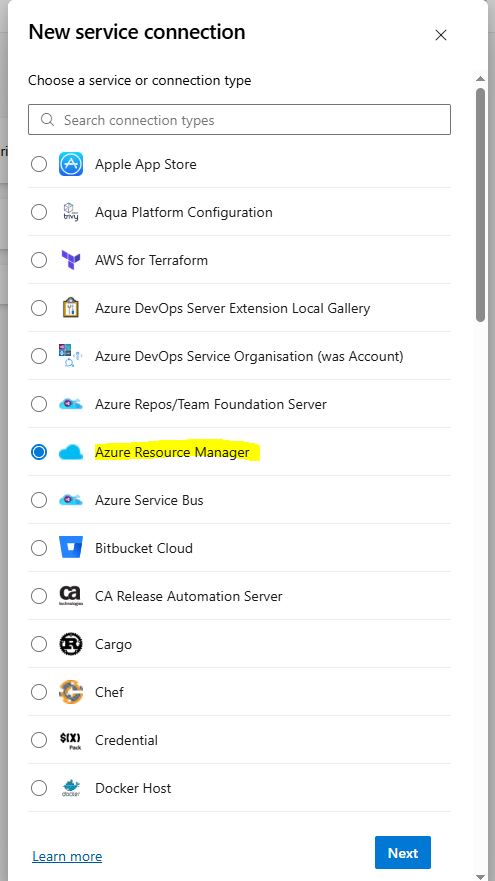 New service connection
Choose a service or connection type
Search connection types
ri
Apple App Store
trivy
Aqua Platform Configuration
AWS for Terraform
Azure DevOps Server Extension Local Gallery
Azure DevOps Service Organisation (was Account)
Azure Repos/Team Foundation Server
Azure Resource Manager
Azure Service Bus
Bitbucket Cloud
ca
technologies
CA Release Automation Server
Cargo
Chef
$(X)
Pack
Credential
docker
Docker Host
Learn more
Next